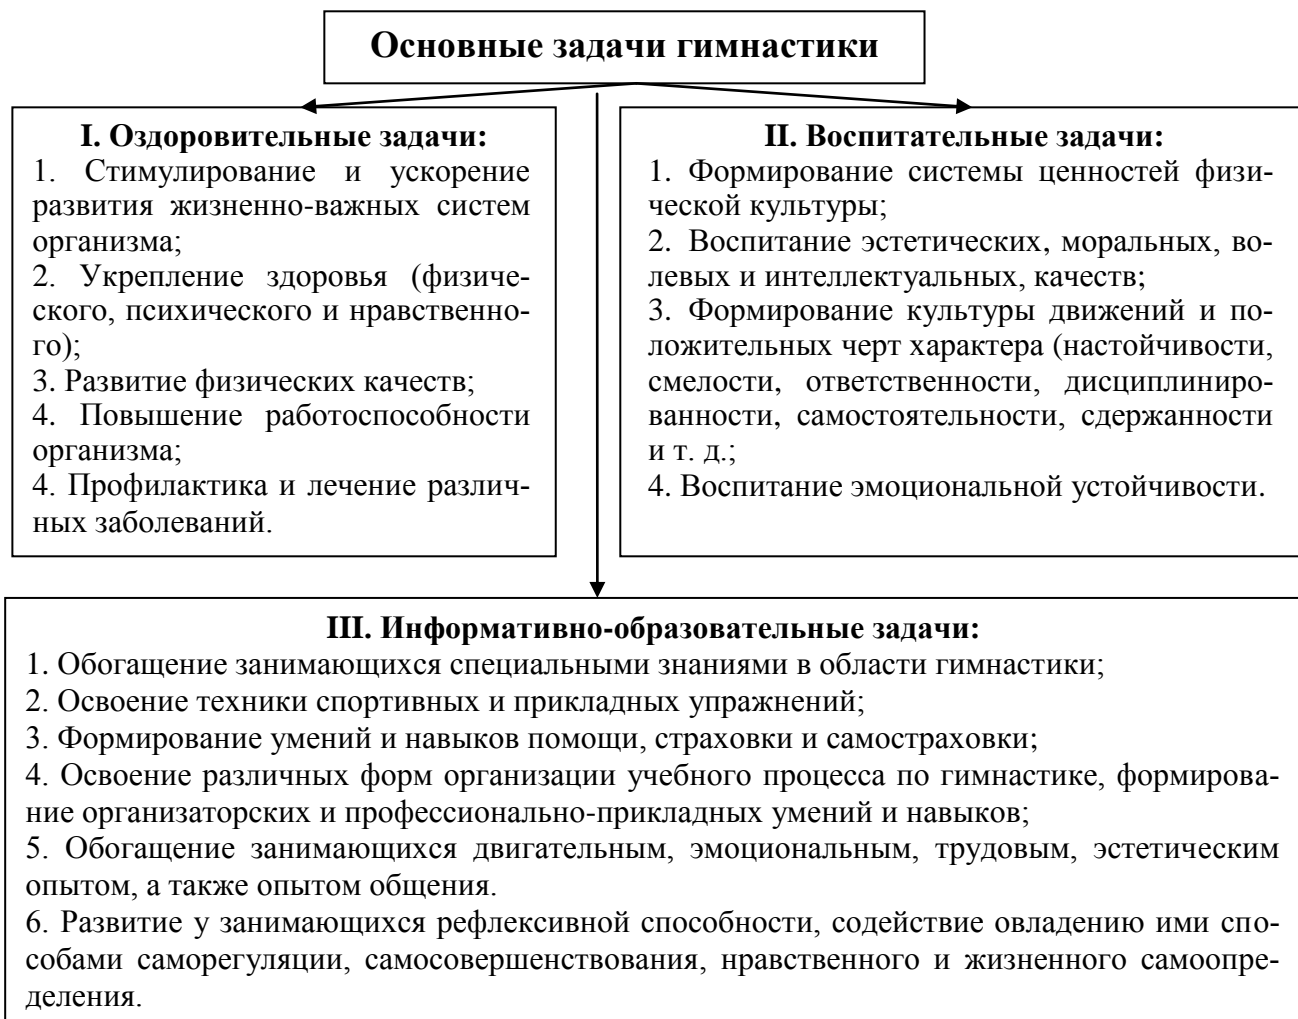 Основные задачи гимнастики
I. Оздоровительные задачи:
1. Стимулирование и ускорение
развития жизненно-важных систем
организма;
2. Укрепление здоровья (физиче-
ского, психического и нравственно-
го);
3. Развитие физических качеств;
4. Повышение работоспособности
организма;
4. Профилактика и лечение различ-
ных заболеваний.
II. Воспитательные задачи:
1. Формирование системы ценностей физи-
ческой культуры;
2. Воспитание эстетических, моральных, во-
левых и интеллектуальных, качеств;
3. Формирование культуры движений и по-
ложительных черт характера (настойчивости,
смелости, ответственности, дисциплиниро-
ванности, самостоятельности, сдержанности
и т. д.;
4. Воспитание эмоциональной устойчивости.
III. Информативно-образовательные задачи:
1. Обогащение занимающихся специальными знаниями в области гимнастики;
2. Освоение техники спортивных и прикладных упражнений;
3. Формирование умений и навыков помощи, страховки и самостраховки;
4. Освоение различных форм организации учебного процесса по гимнастике, формирова-
ние организаторских и профессионально-прикладных умений и навыков;
5. Обогащение занимающихся двигательным, эмоциональным, трудовым, эстетическим
опытом, а также опытом общения.
6. Развитие у занимающихся рефлексивной способности, содействие овладению ими спо-
собами саморегуляции, самосовершенствования, нравственного и жизненного самоопре-
деления.